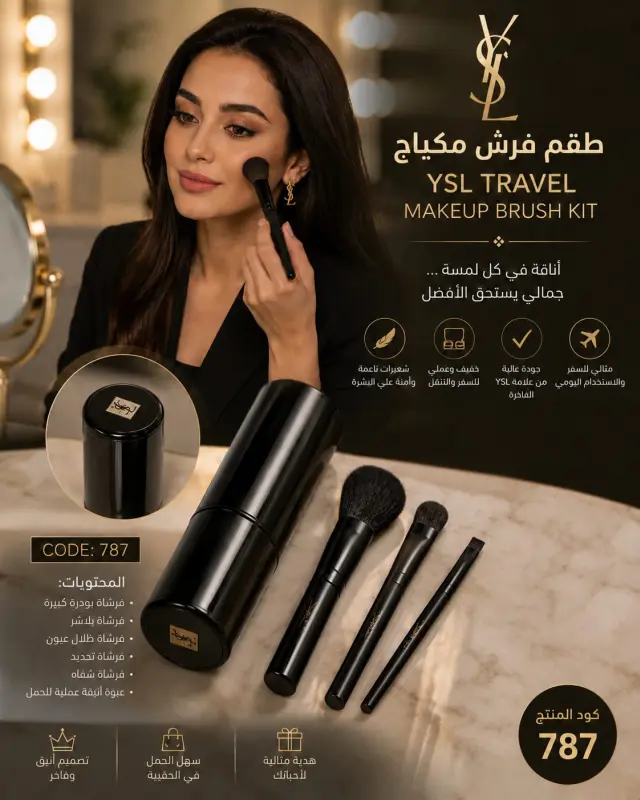 YSL
طقم فرش مكياج
YSL TRAVEL
MAKEUP BRUSH KIT
أناقة في كل لمسة ...
جمالي يستحق الأفضل
مثالي للسفر
والاستخدام اليومي
جودة عالية
من علامة YSL
الفاخرة
خفيف وعملي
للسفر والتنقل
شعيرات ناعمة
وآمنة علي البشرة
CODE: 787
المحتويات:
• فرشاة بودرة كبيرة
• فرشاة بلاشر
• فرشاة ظلال عيون
• فرشاة تحديد
• فرشاة شفاه
• عبوة أنيقة عملية للحمل
كود المنتج
787
هدية مثالية
لأحبائك
سهل الحمل
في الحقيبة
تصميم أنيق
وفاخر